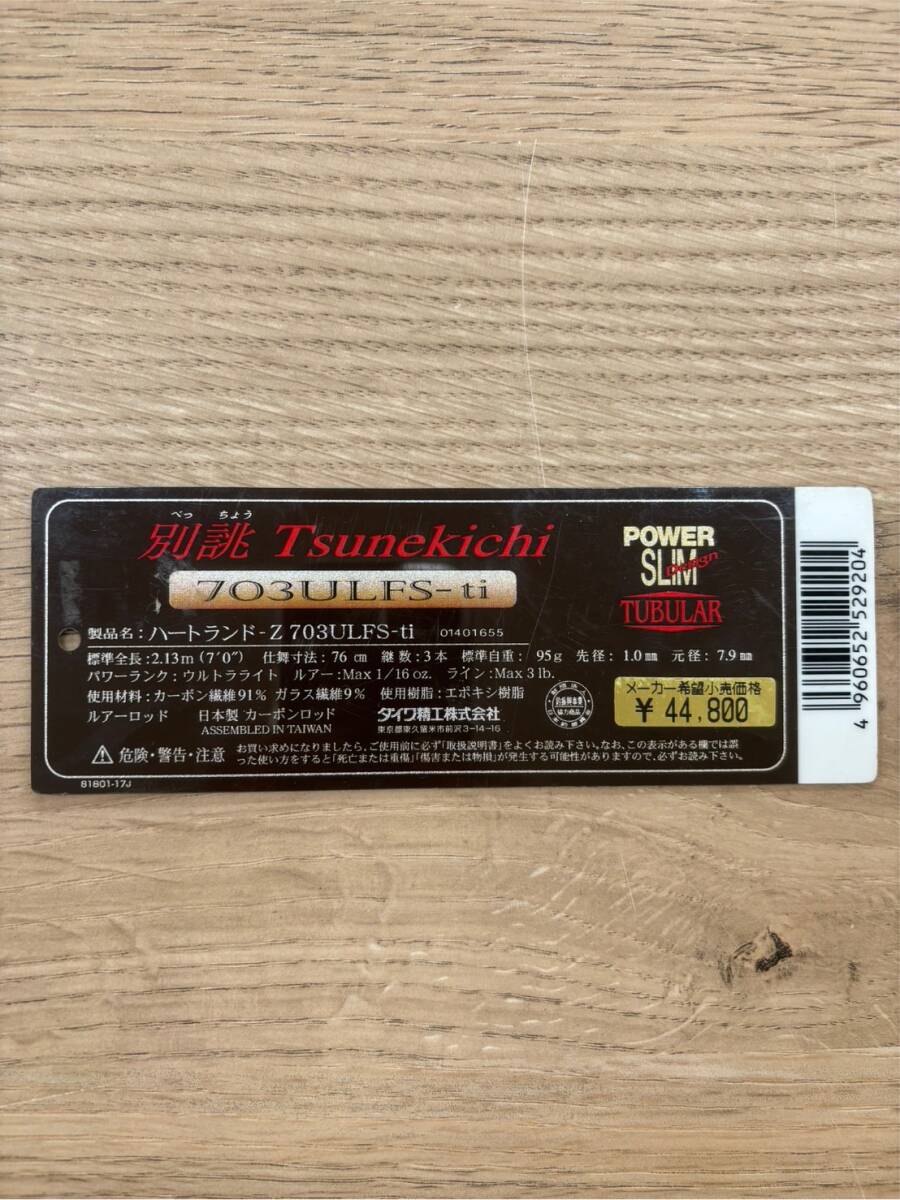 べっ ちょう
別誂 Tsunekichi
703ULFS-ti
POWER
SLIM
Design
TUBULAR
製品名:ハートランド-Z 703ULFS-ti 01401655
標準全長:2.13m(7'0") 仕舞寸法:76cm 継数:3本 標準自重:95g 先径:1.0mm 元径:7.9mm
パワーランク:ウルトラライト ルアー:Max 1/16 oz. ライン:Max 3 lb.
使用材料:カーボン繊維91% ガラス繊維9% 使用樹脂:エポキシ樹脂
ルアーロッド 日本製 カーボンロッド
ASSEMBLED IN TAIWAN
ダイワ精工株式会社
東京都東久留米市前沢3-14-16
メーカー希望小売価格
¥ 44,800
危険・警告・注意
お買い求めになりましたら、ご使用前に必ず「取扱説明書」をよくお読み下さい。なお、この表示がある欄では誤
った使い方をすると「死亡または重傷」「傷害または物損」が発生する可能性がありますので、必ずお読み下さい。
81801-17J
4 960652 529204